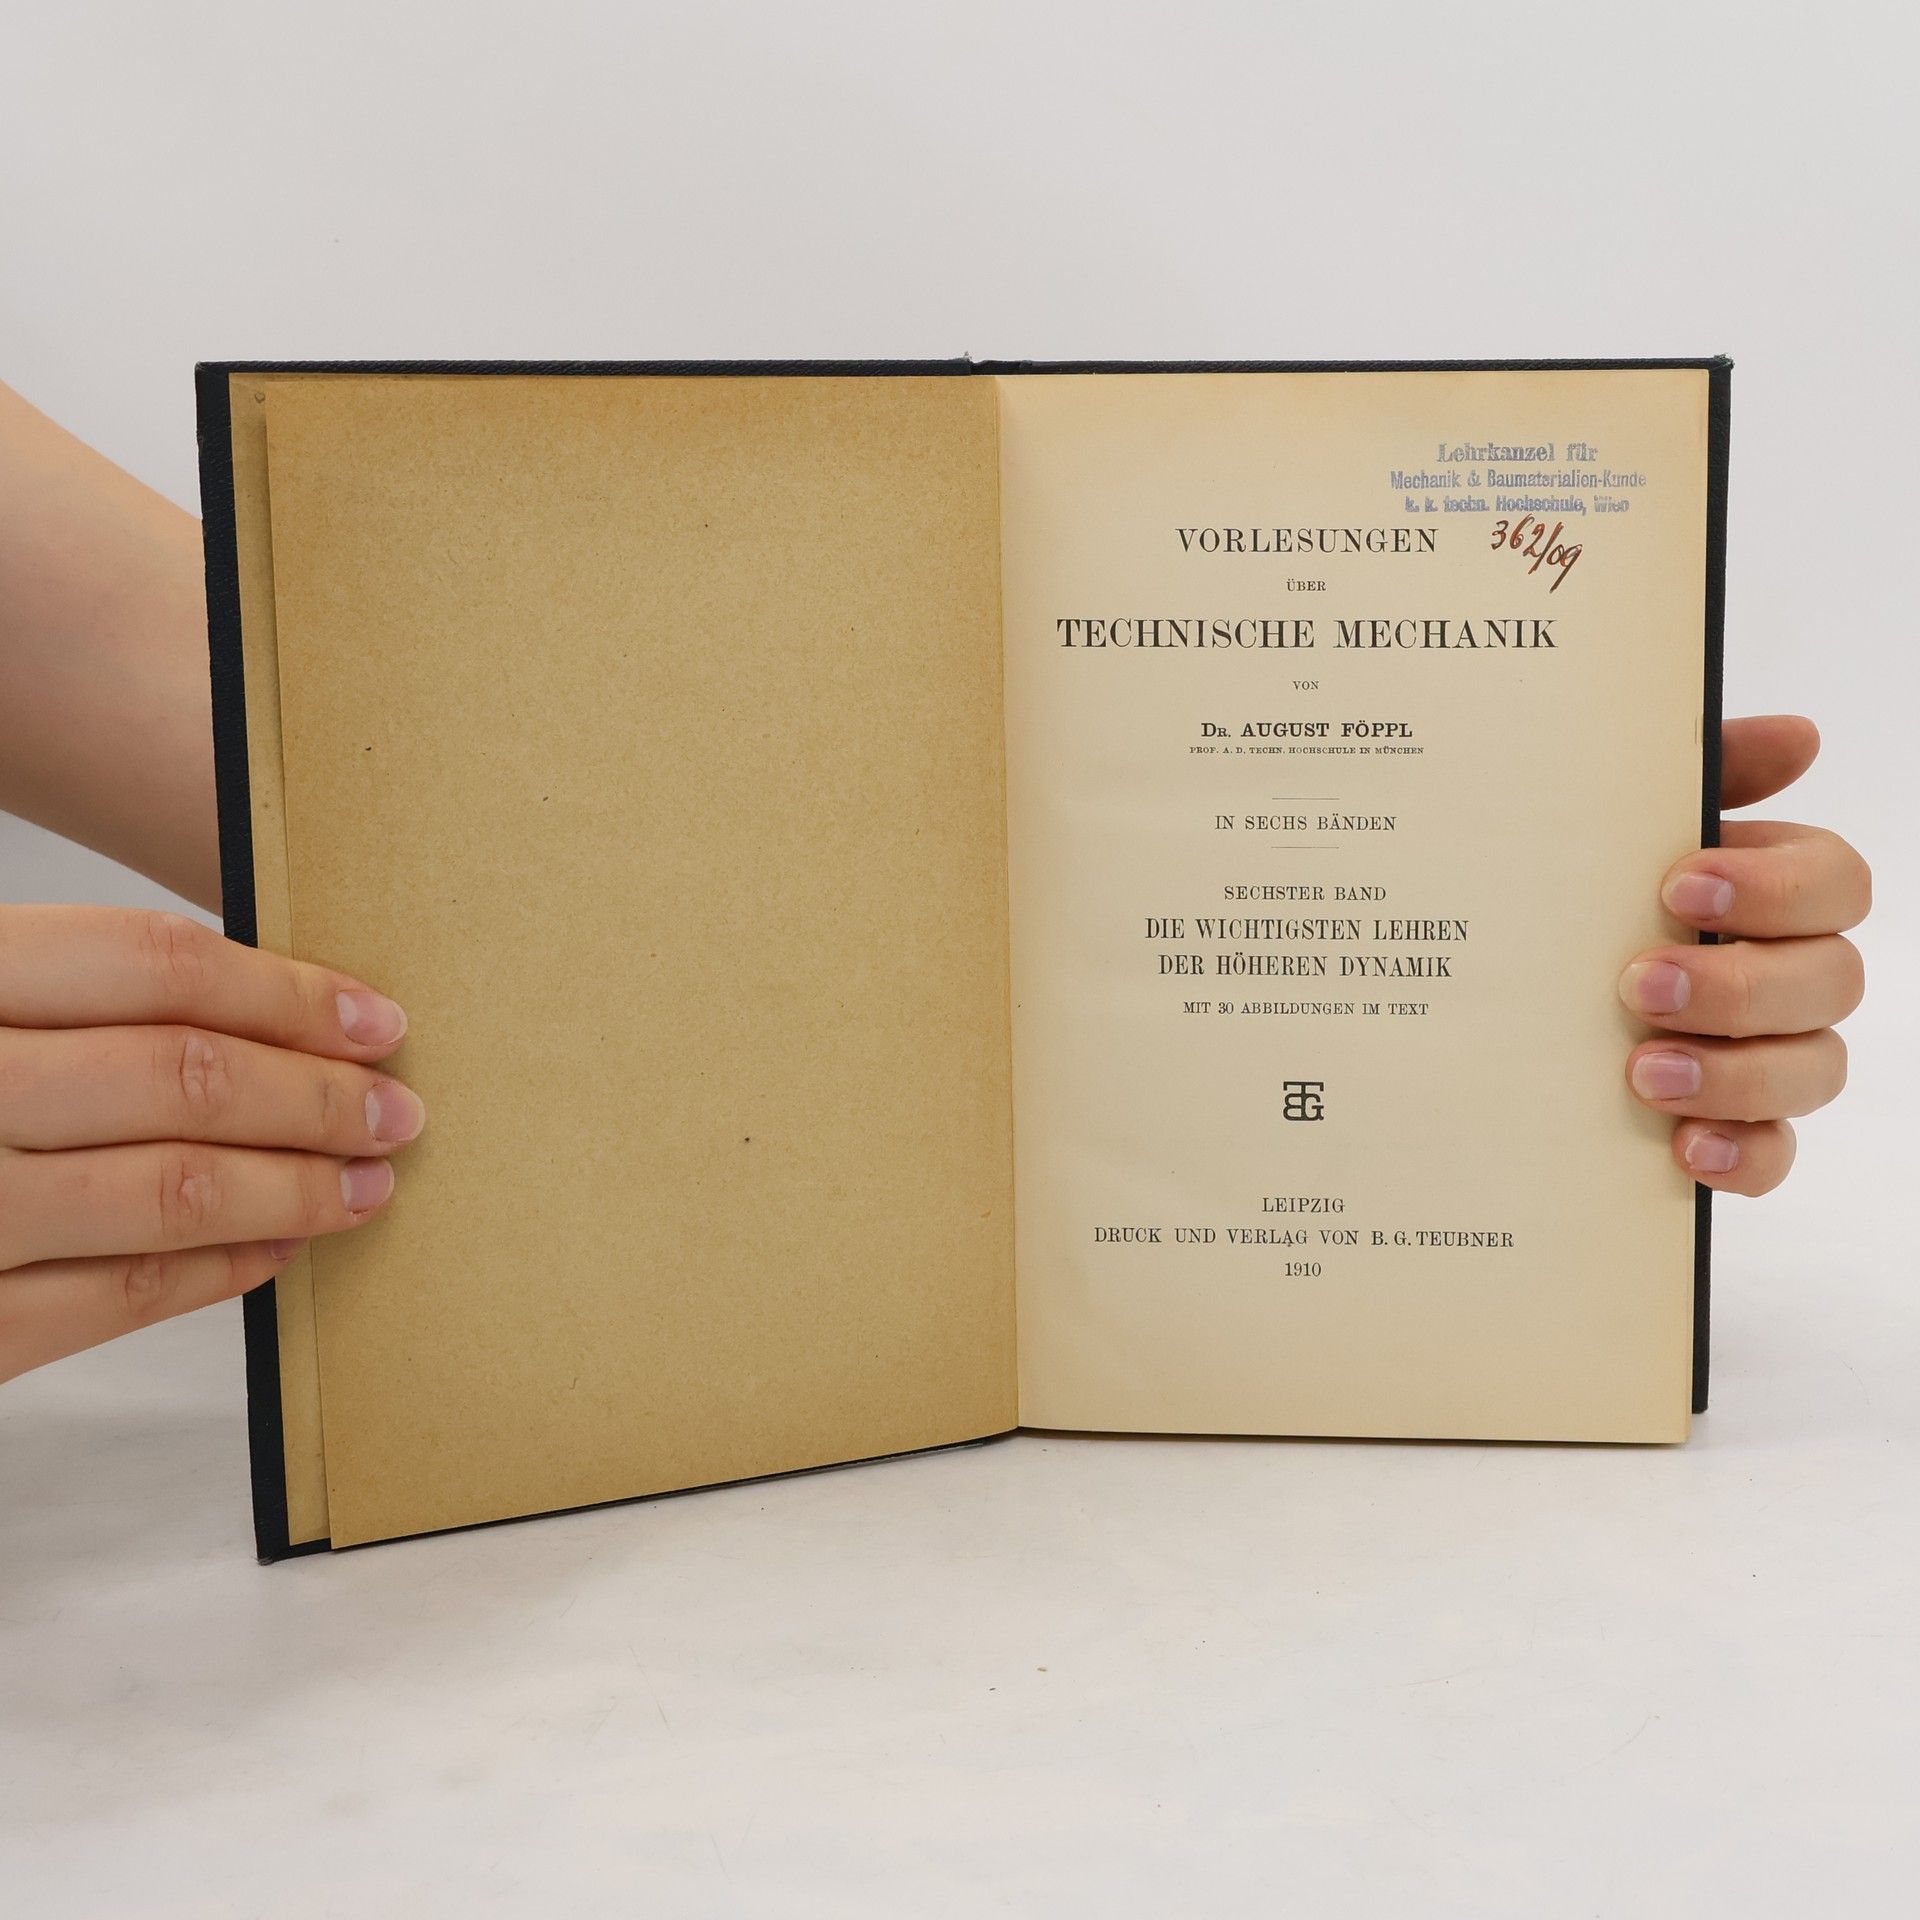 Lehrkanzel für
Mechanik & Baumaterialien-Kunde
k. k. techn. Hochschule, Wien
362/09
VORLESUNGEN
ÜBER
TECHNISCHE MECHANIK
VON
DR. AUGUST FÖPPL
PROF. A. D. TECHN. HOCHSCHULE IN MÜNCHEN
IN SECHS BÄNDEN
SECHSTER BAND
DIE WICHTIGSTEN LEHREN
DER HÖHEREN DYNAMIK
MIT 30 ABBILDUNGEN IM TEXT
BTG
LEIPZIG
DRUCK UND VERLAG VON B. G. TEUBNER
1910